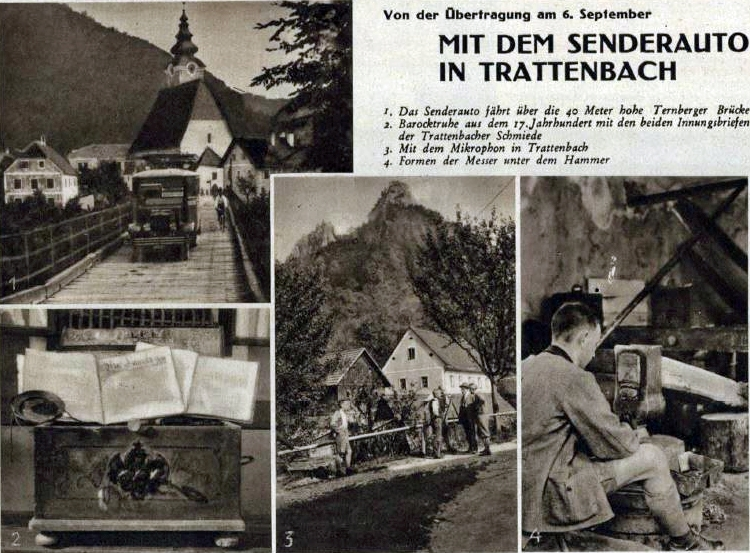 Von der Übertragung am 6. September
MIT DEM SENDERAUTO
IN TRATTENBACH
1. Das Senderauto fährt über die 40 Meter hohe Ternberger Brücke
2. Barocktruhe aus dem 17. Jahrhundert mit den beiden Innungsbriefen
der Trattenbacher Schmiede
3. Mit dem Mikrophon in Trattenbach
4. Formen der Messer unter dem Hammer
1
2
3
4